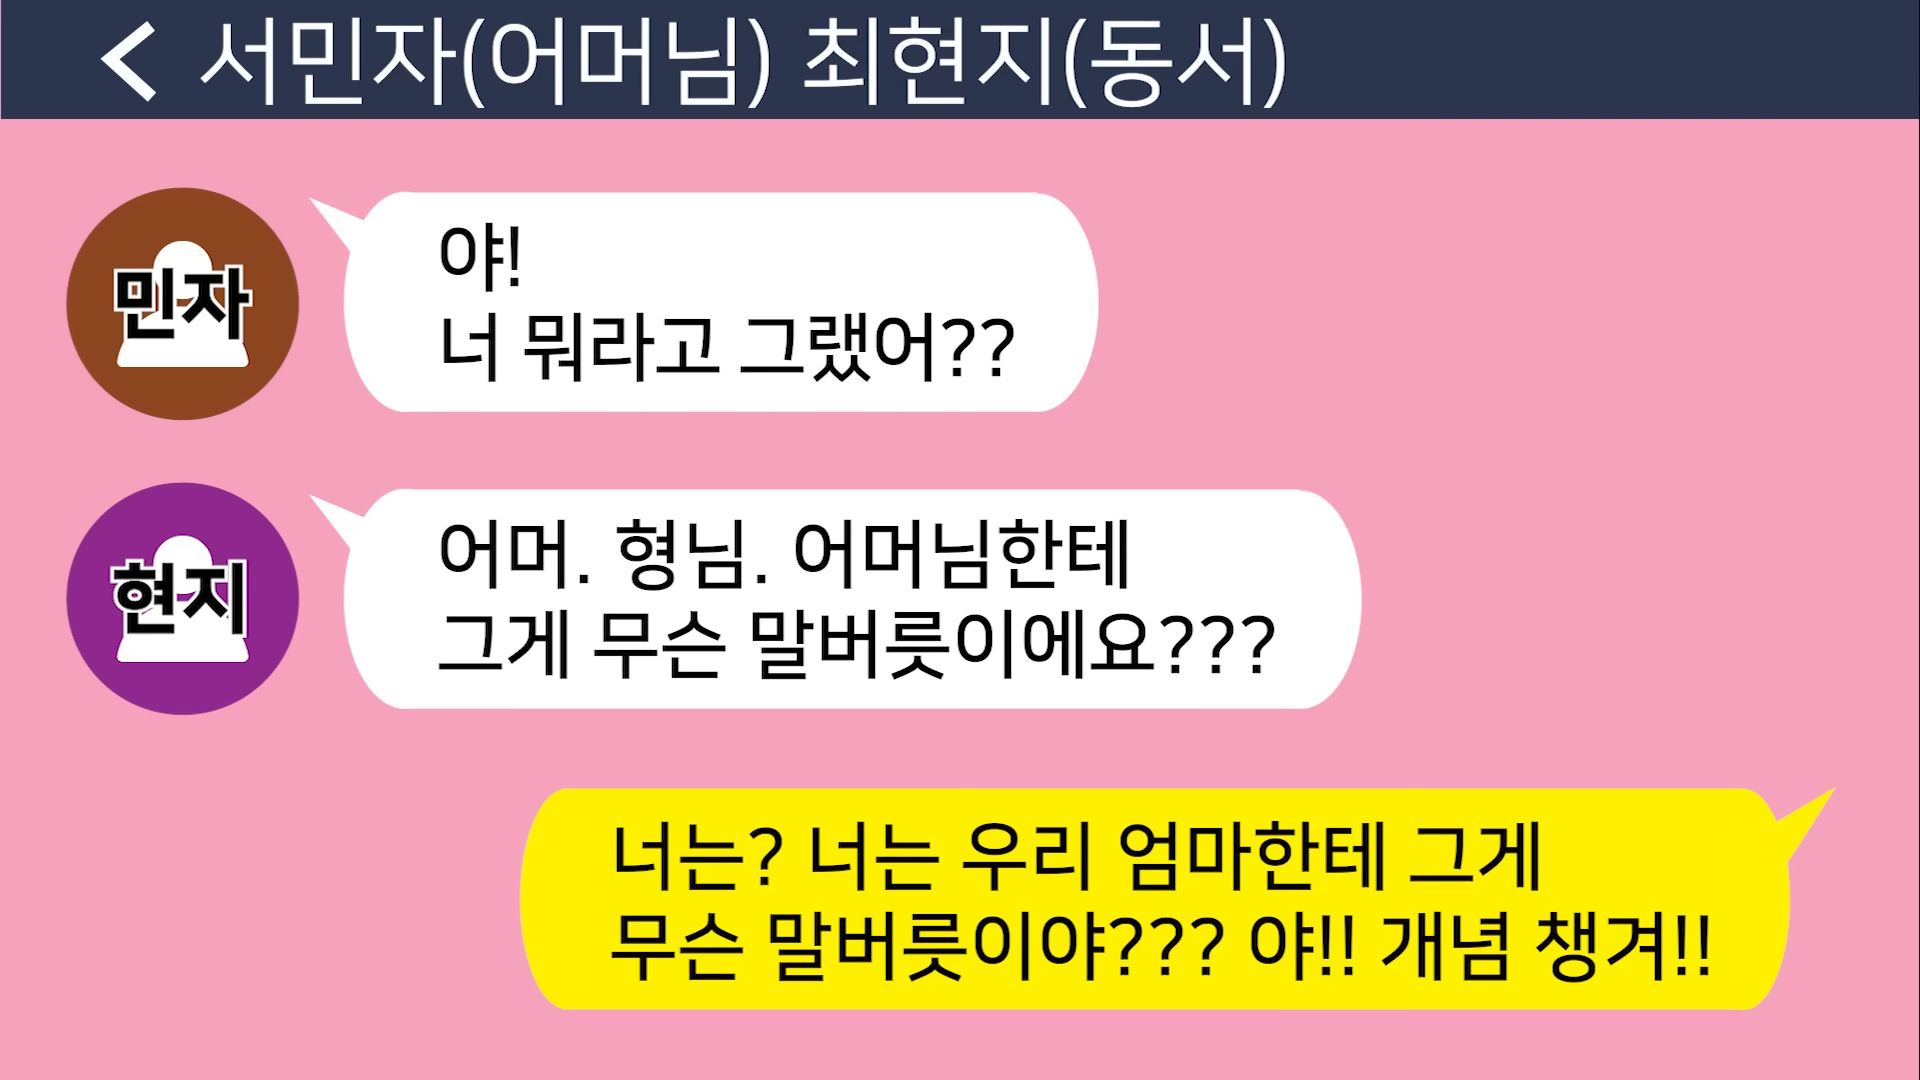 서민자(어머님) 최현지(동서)
민자
야!
너 뭐라고 그랬어??
현지
어머. 형님. 어머님한테
그게 무슨 말버릇이에요???
너는? 너는 우리 엄마한테 그게
무슨 말버릇이야??? 야!! 개념 챙겨!!